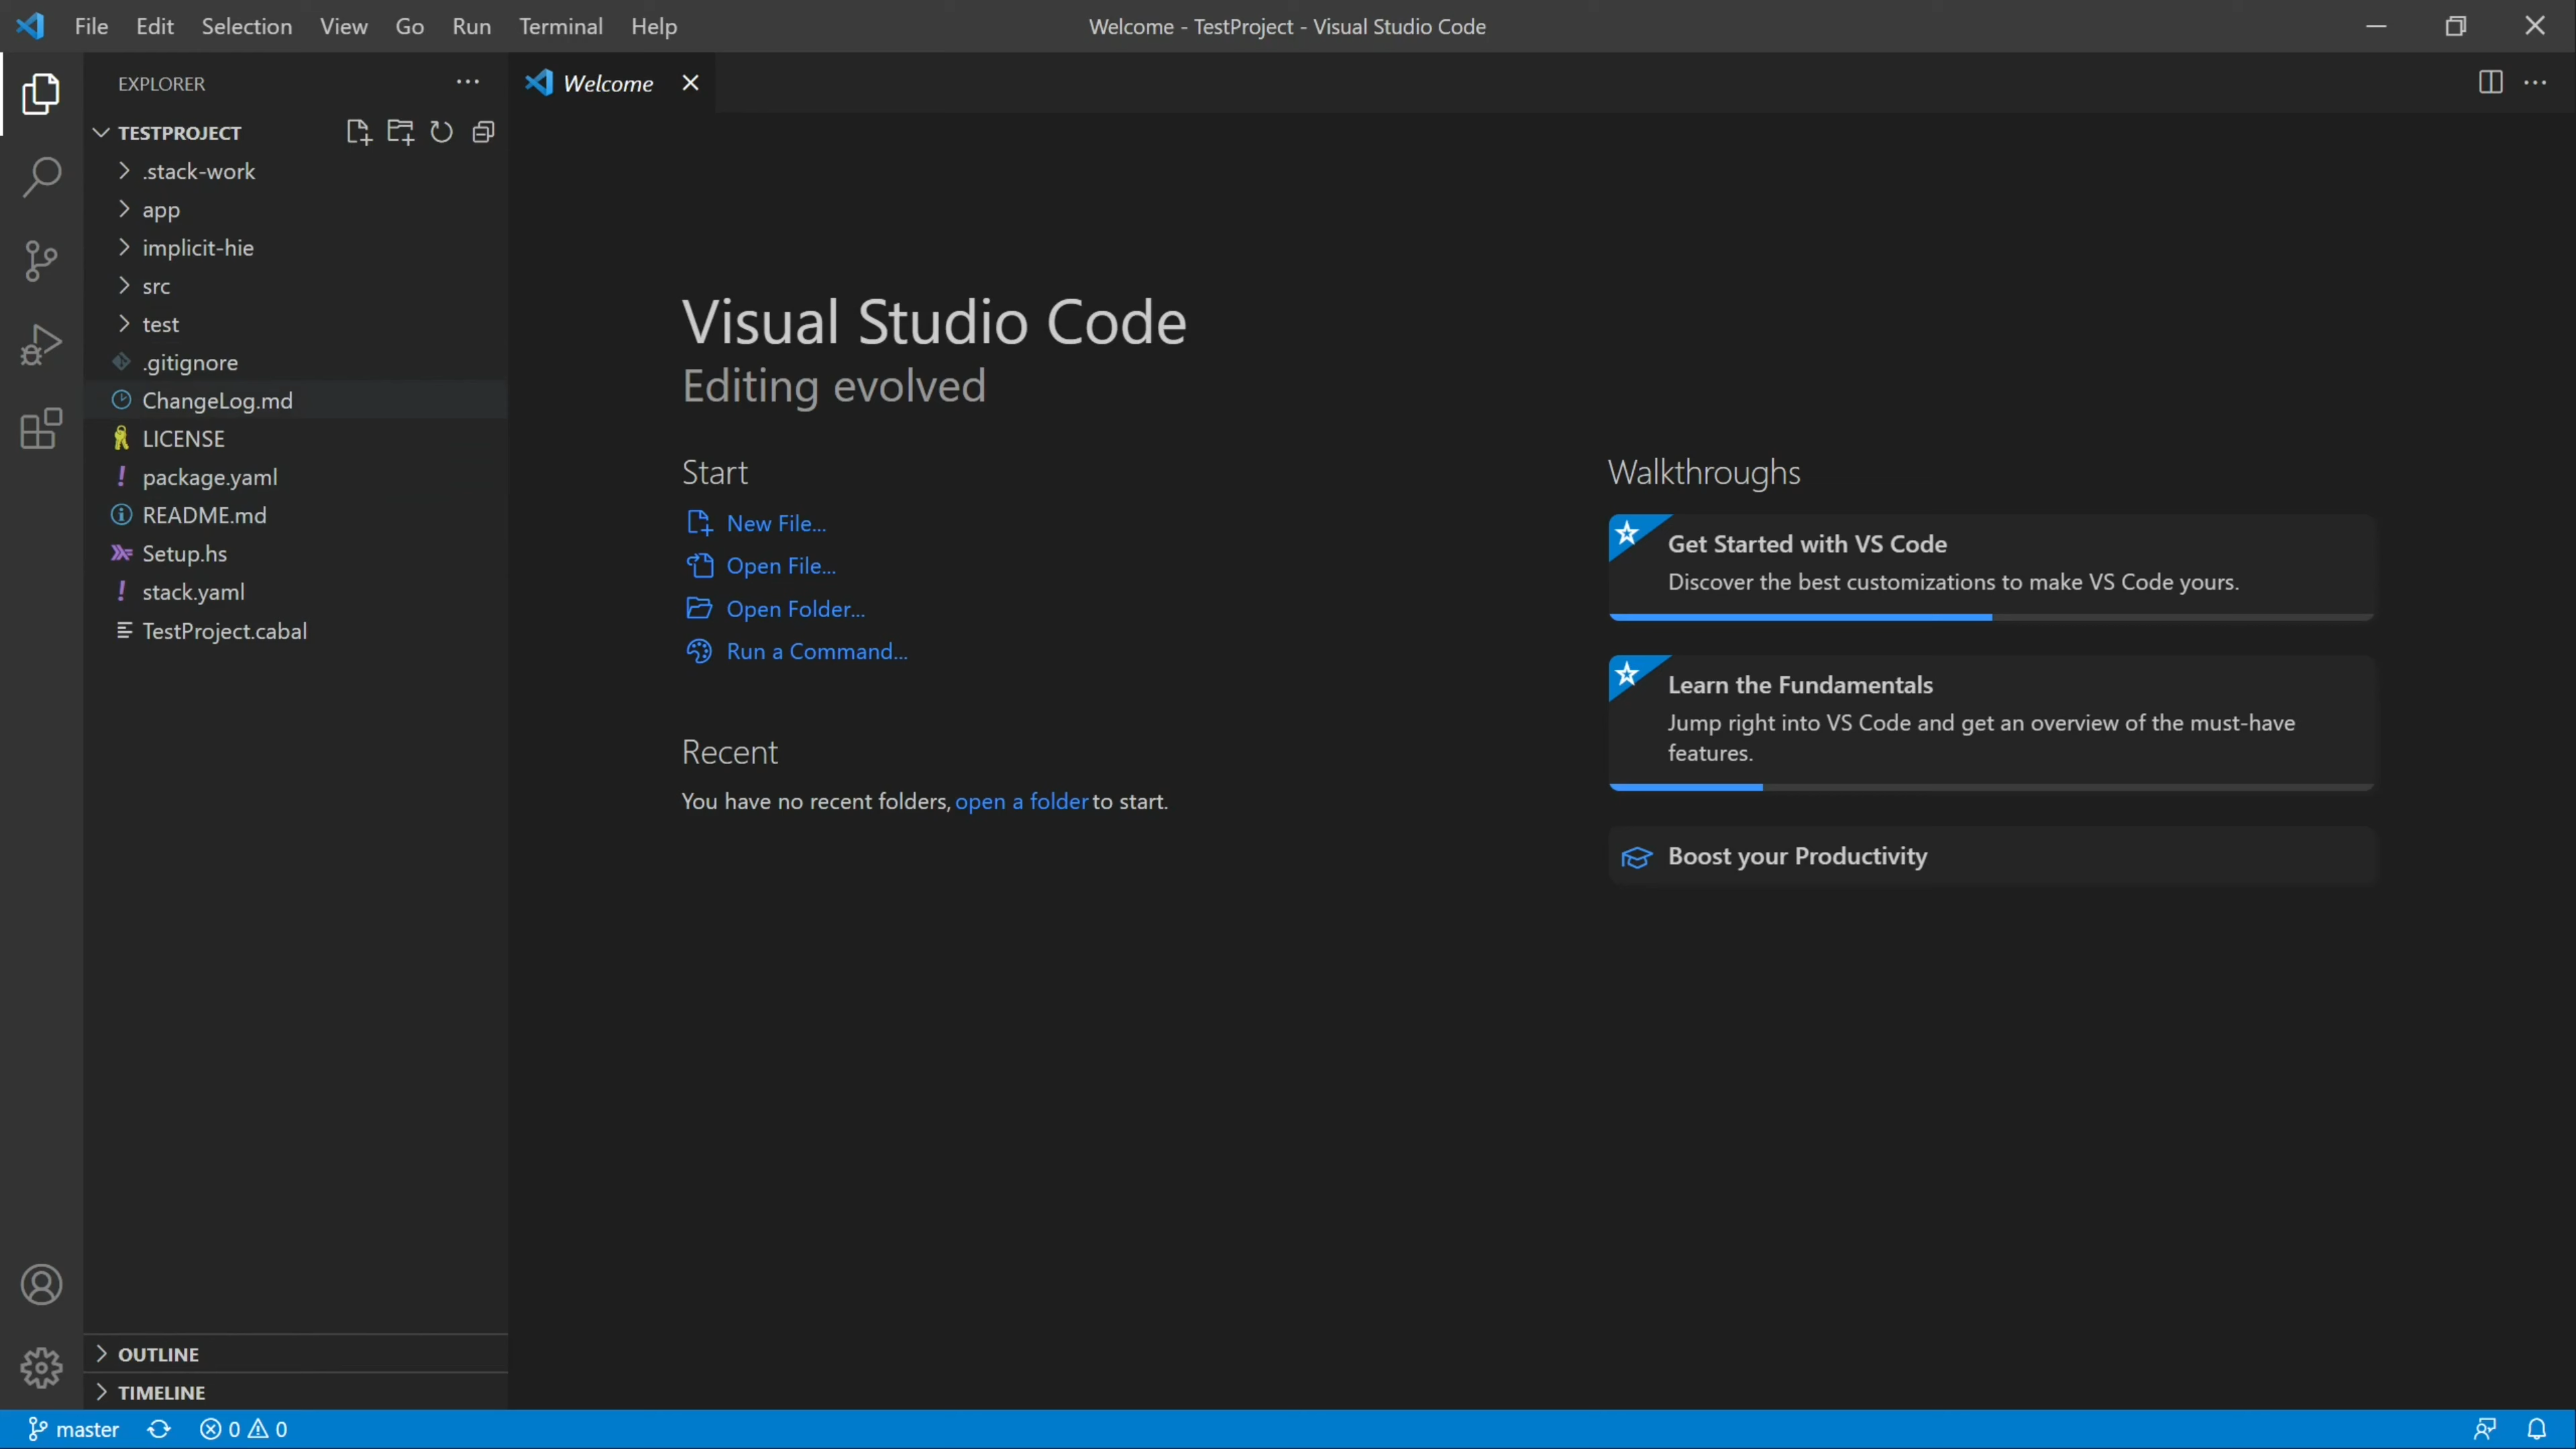 File Edit Selection View Go Run Terminal Help
Welcome - TestProject - Visual Studio Code
EXPLORER
TESTPROJECT
.stack-work
app
implicit-hie
src
test
.gitignore
ChangeLog.md
LICENSE
package.yaml
README.md
Setup.hs
stack.yaml
TestProject.cabal
OUTLINE
TIMELINE
Welcome
Visual Studio Code
Editing evolved
Start
New File...
Open File...
Open Folder...
Run a Command...
Recent
You have no recent folders, open a folder to start.
Walkthroughs
Get Started with VS Code
Discover the best customizations to make VS Code yours.
Learn the Fundamentals
Jump right into VS Code and get an overview of the must-have
features.
Boost your Productivity
master 0 0